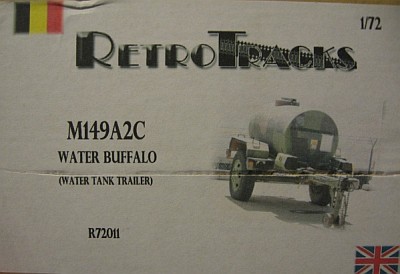 1/72
RETROTRACKS
M149A2C
WATER BUFFALO
(WATER TANK TRAILER)
R72011